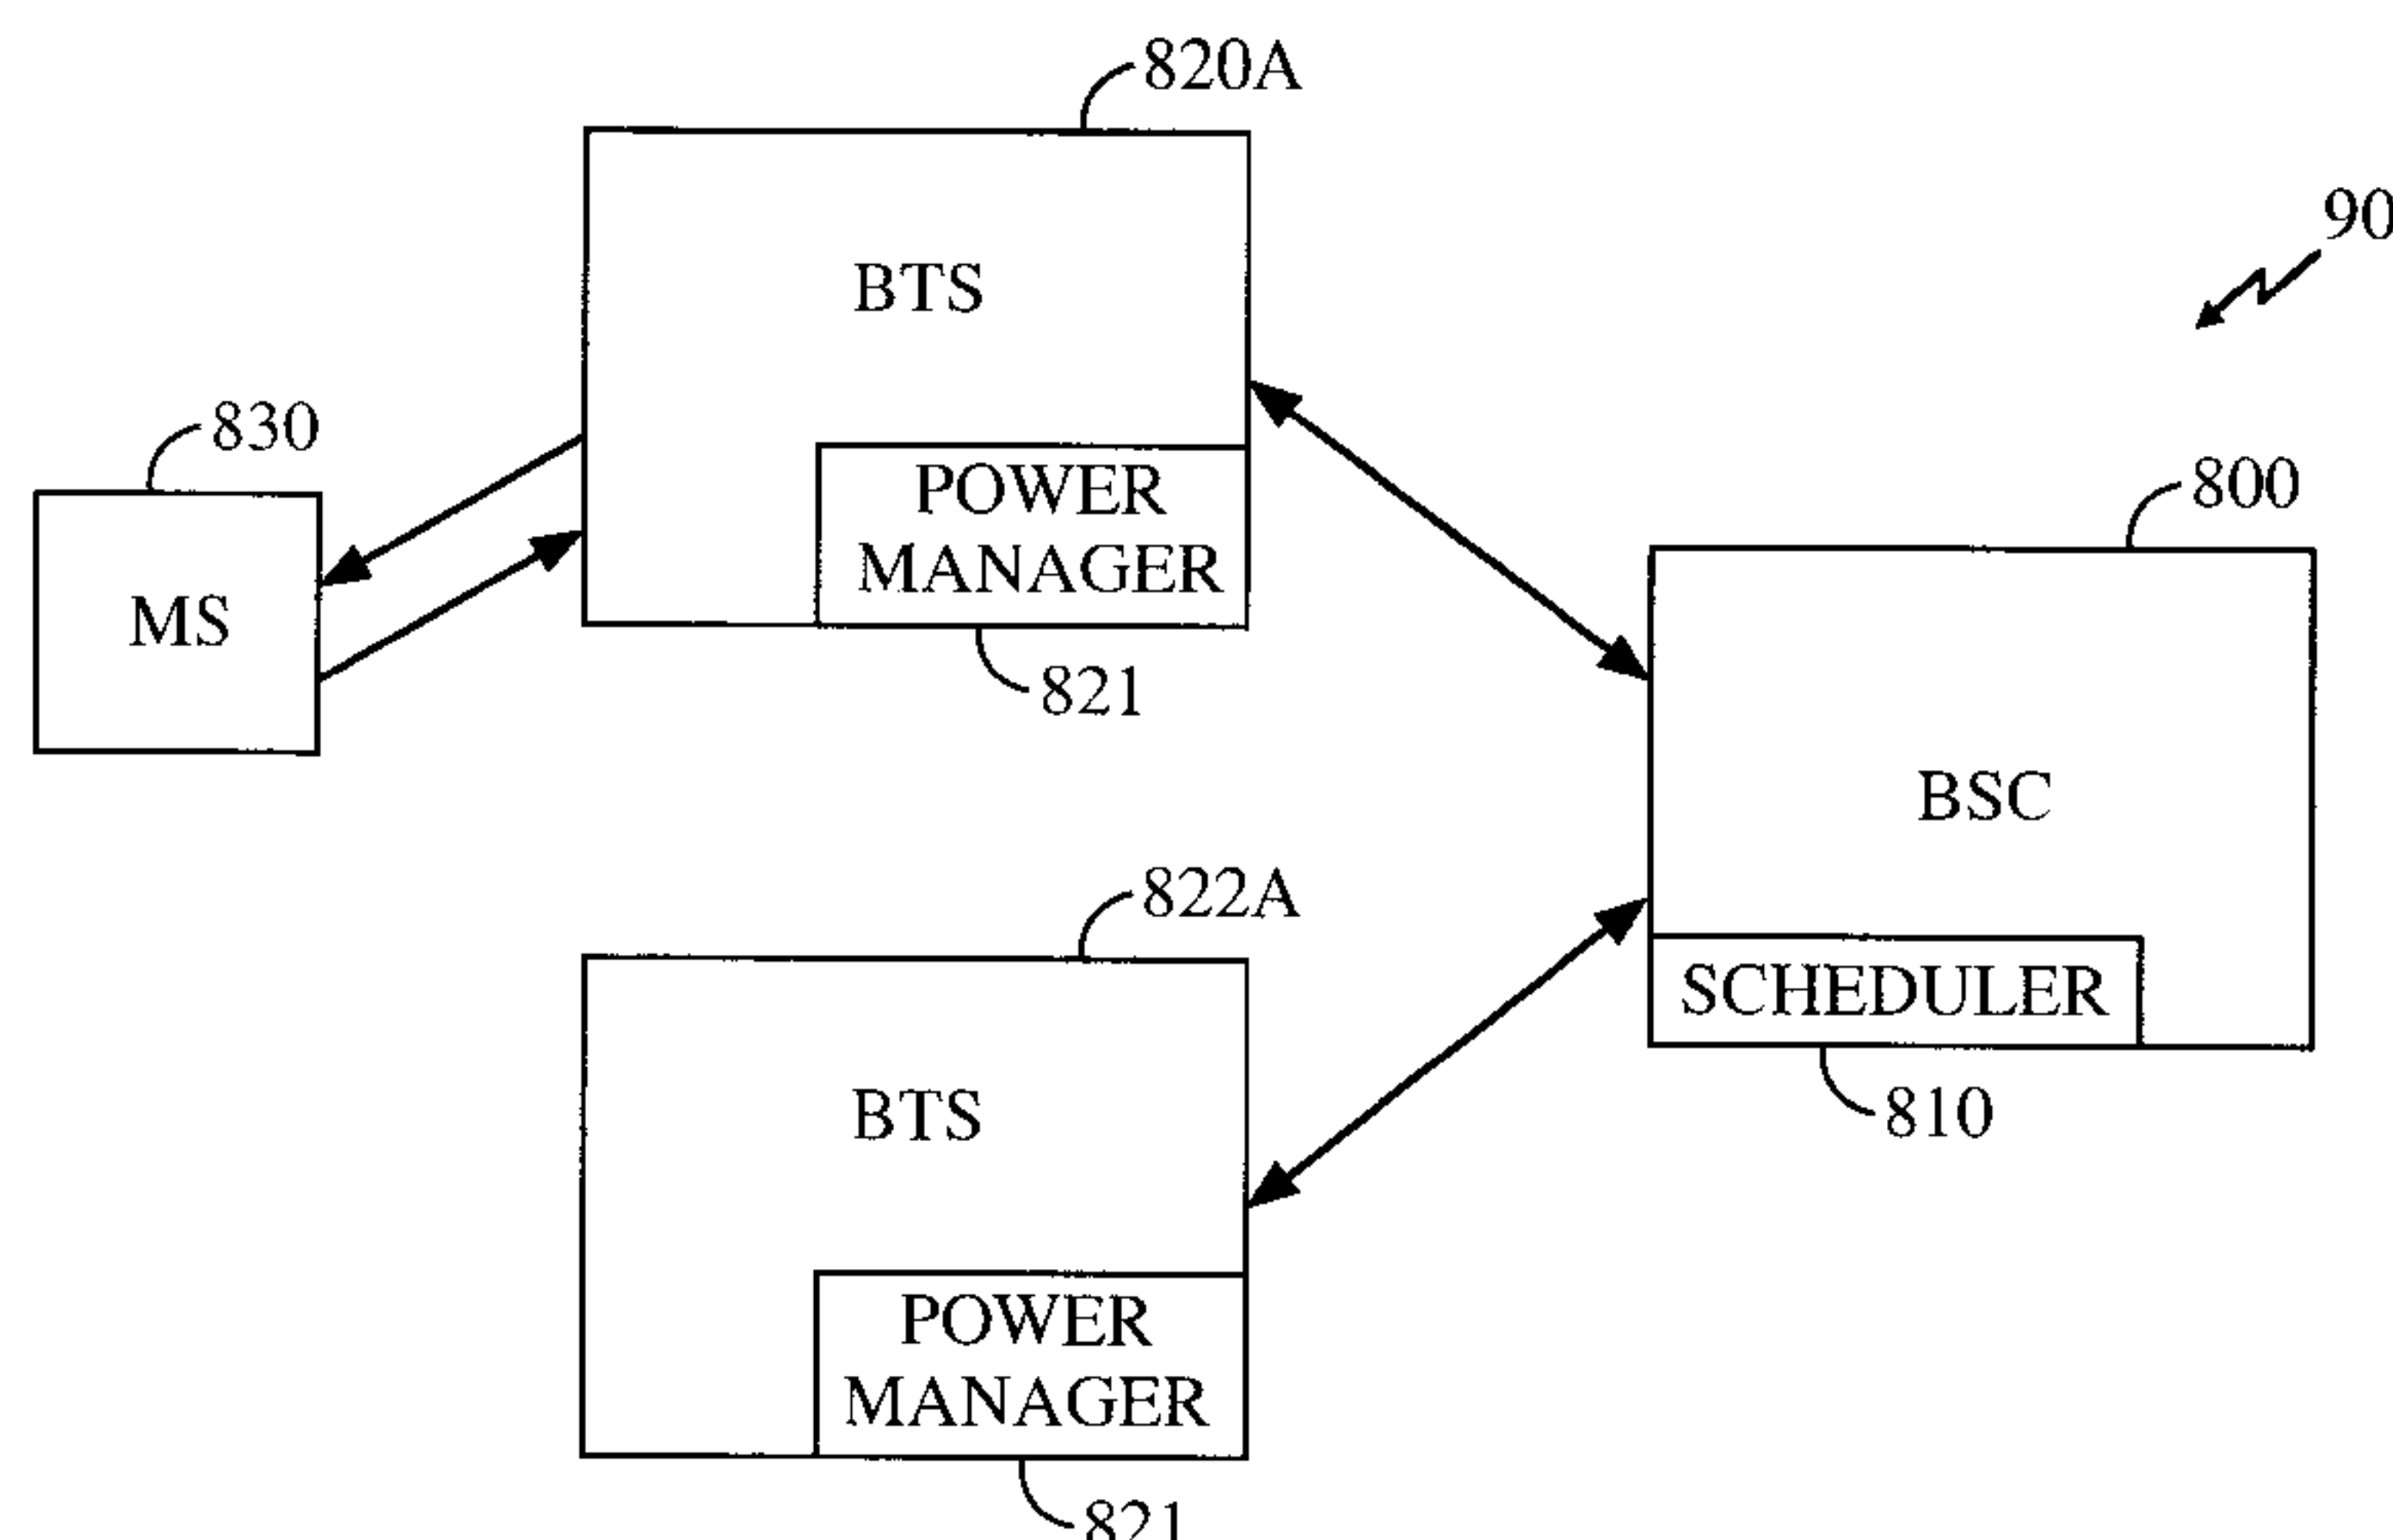 820A
90
BTS
830
POWER
MANAGER
800
MS
821
BSC
822A
SCHEDULER
BTS
810
POWER
MANAGER
821